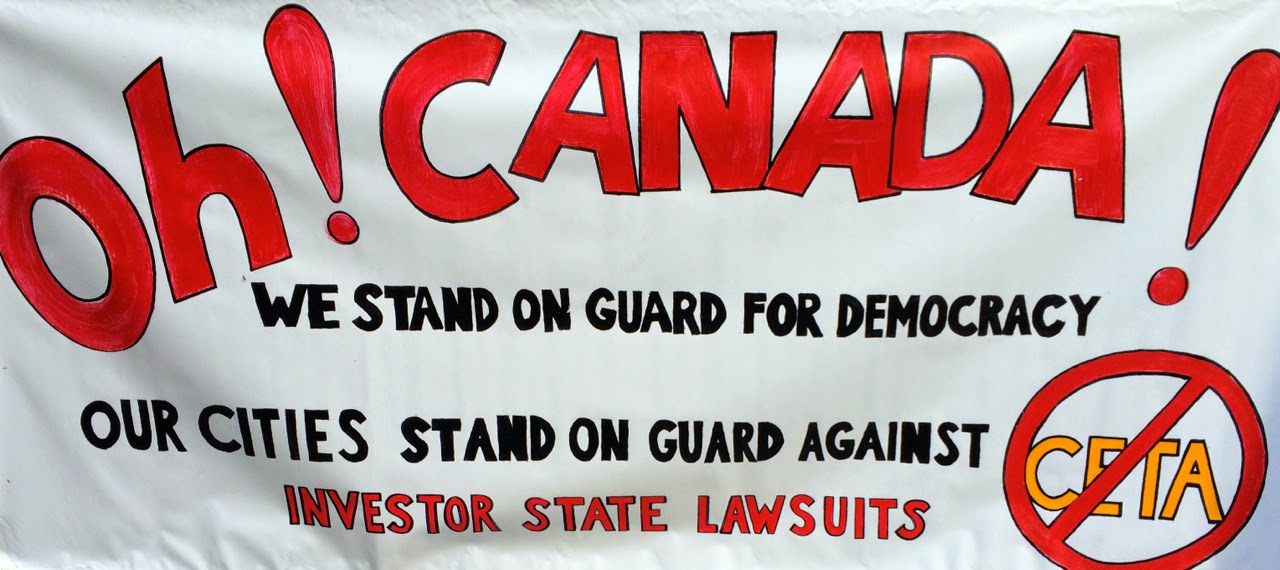 Oh! CANADA!
WE STAND ON GUARD FOR DEMOCRACY
OUR CITIES STAND ON GUARD AGAINST
CETA
INVESTOR STATE LAWSUITS